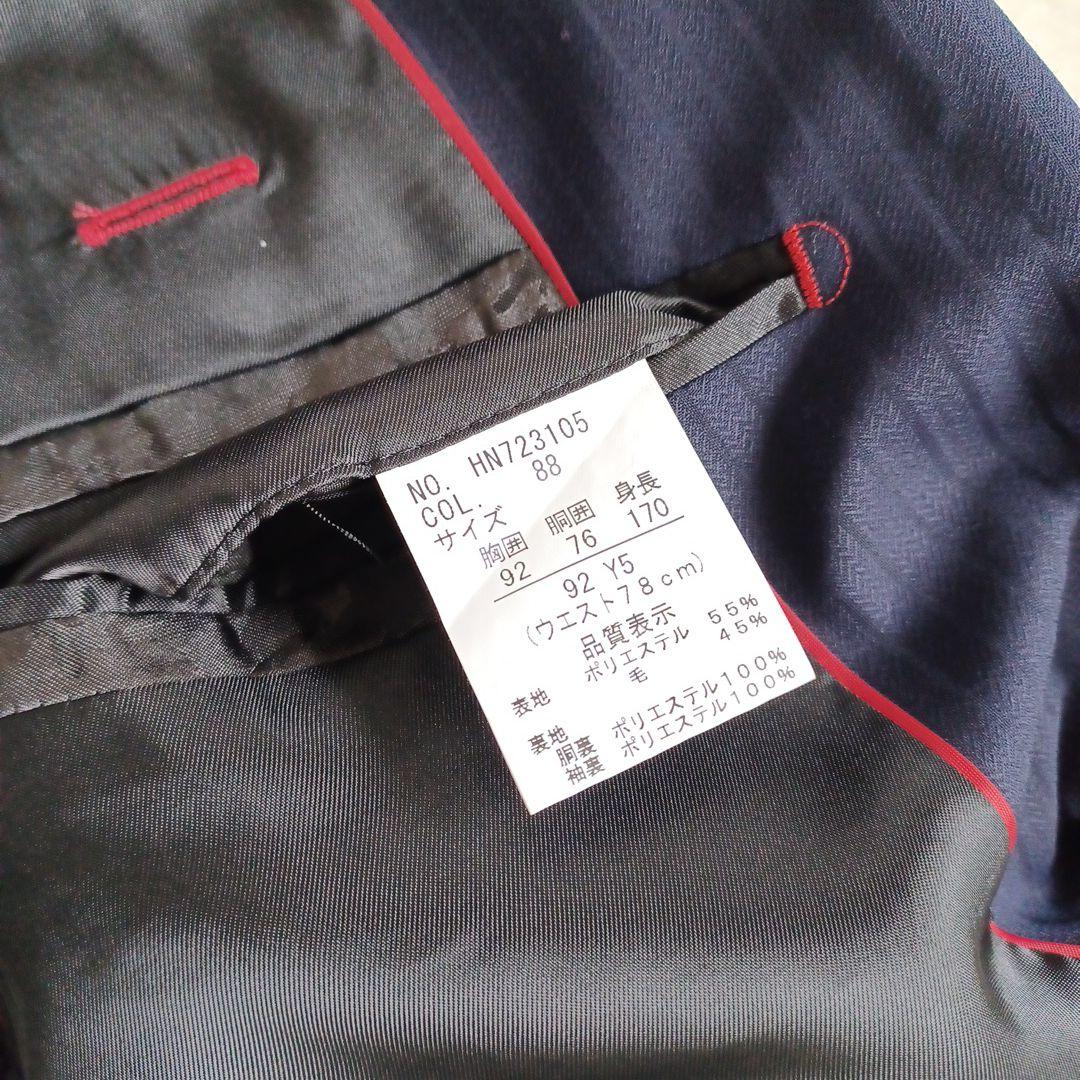 NO. HN723105
COL. 88
サイズ
胸囲 胴囲 身長
92 76 170
92 Y5
(ウエスト78cm)
品質表示
表地 ポリエステル 55%
毛 45%
裏地
胴裏 ポリエステル100%
袖裏 ポリエステル100%